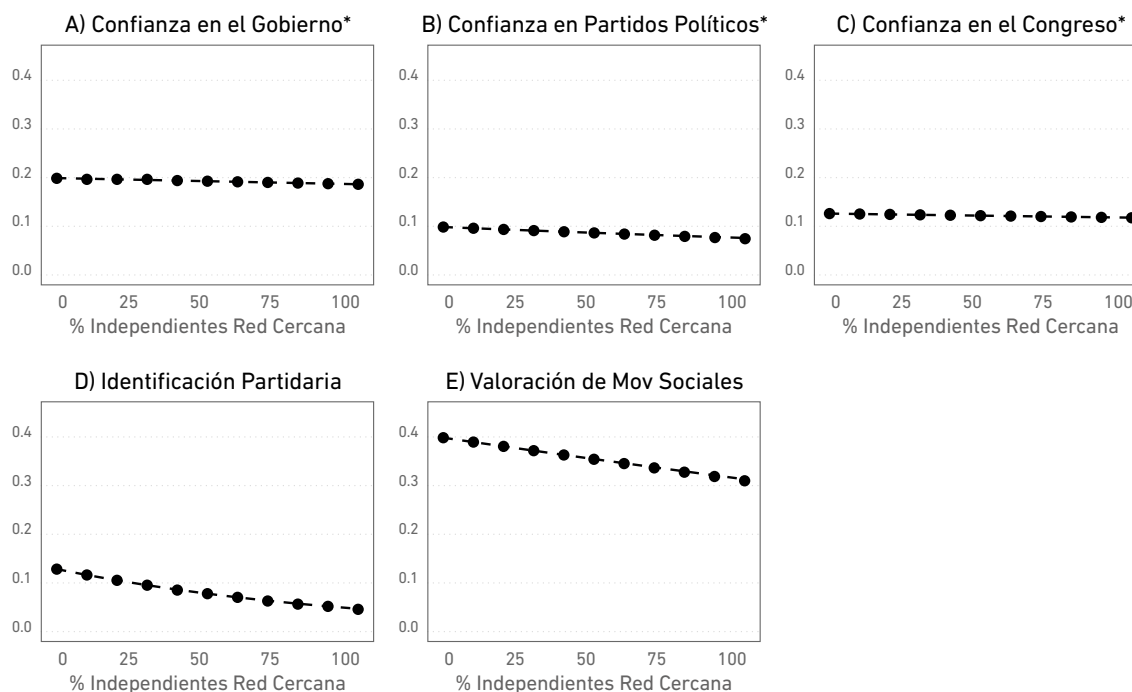 A) Confianza en el Gobierno*
0.4
0.3
0.2
0.1
0.0
0 25 50 75 100
% Independientes Red Cercana
B) Confianza en Partidos Políticos*
0.4
0.3
0.2
0.1
0.0
0 25 50 75 100
% Independientes Red Cercana
C) Confianza en el Congreso*
0.4
0.3
0.2
0.1
0.0
0 25 50 75 100
% Independientes Red Cercana
D) Identificación Partidaria
0.4
0.3
0.2
0.1
0.0
0 25 50 75 100
% Independientes Red Cercana
E) Valoración de Mov Sociales
0.4
0.3
0.2
0.1
0.0
0 25 50 75 100
% Independientes Red Cercana